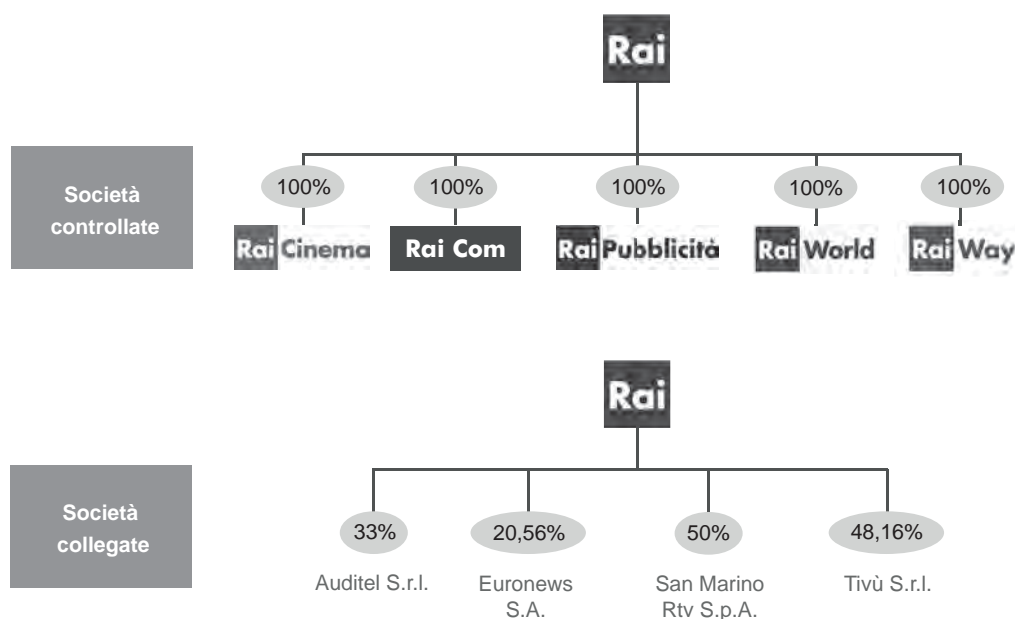 Rai
Società
controllate
100%
100%
100%
100%
100%
Rai Cinema
Rai Com
Rai Pubblicità
Rai World
Rai Way
Rai
Società
collegate
33%
20,56%
50%
48,16%
Auditel S.r.l.
Euronews
S.A.
San Marino
Rtv S.p.A.
Tivù S.r.l.